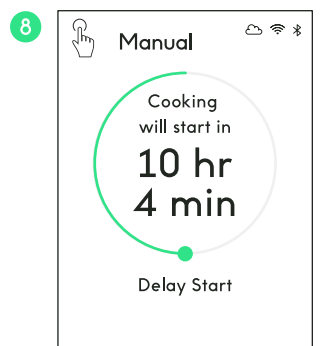 8
Manual
Cooking
will start in
10 hr
4 min
Delay Start